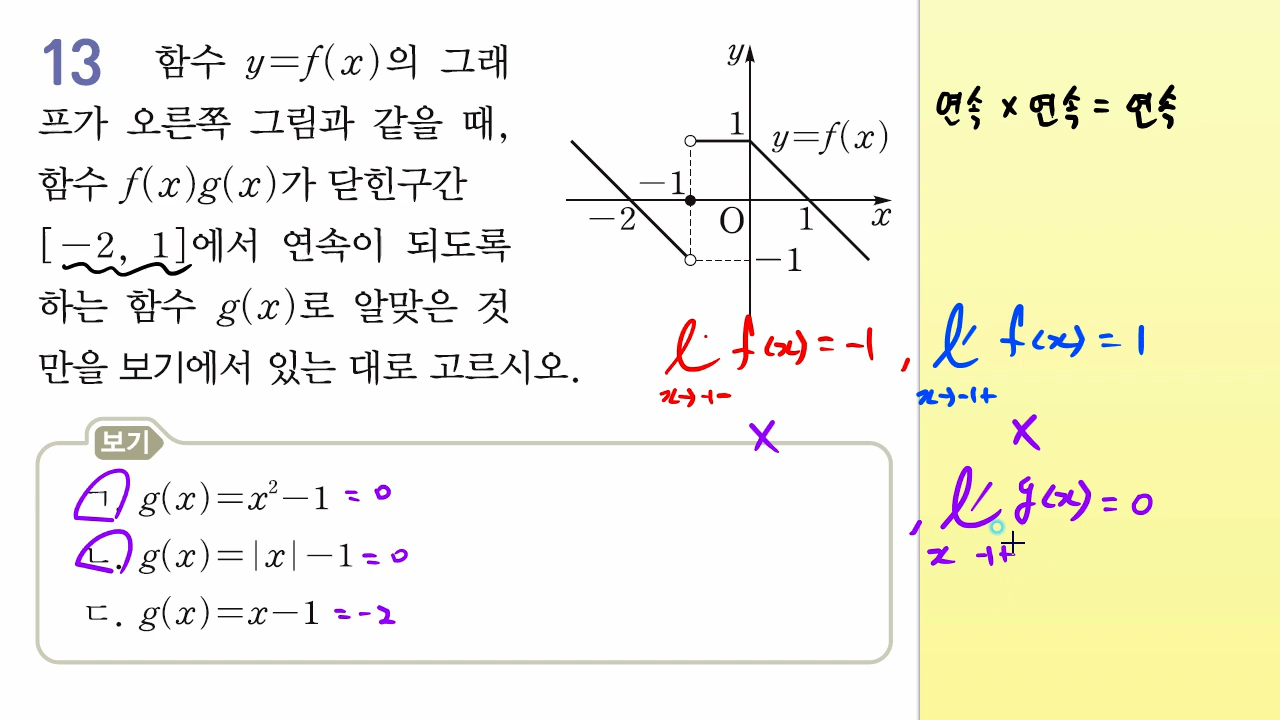 13 함수 y=f(x)의 그래
프가 오른쪽 그림과 같을 때,
함수 f(x)g(x)가 닫힌구간
[-2, 1]에서 연속이 되도록
하는 함수 g(x)로 알맞은 것
만을 보기에서 있는 대로 고르시오.
y
1
y=f(x)
-1
-2
O
1
x
-1
연속 × 연속 = 연속
l f(x) = -1 , l f(x) = 1
x→-1- x→-1+
× ×
, l g(x) = 0
x -1+
보기
ㄱ. g(x)=x²-1 = 0
ㄴ. g(x)=|x|-1 = 0
ㄷ. g(x)=x-1 = -2